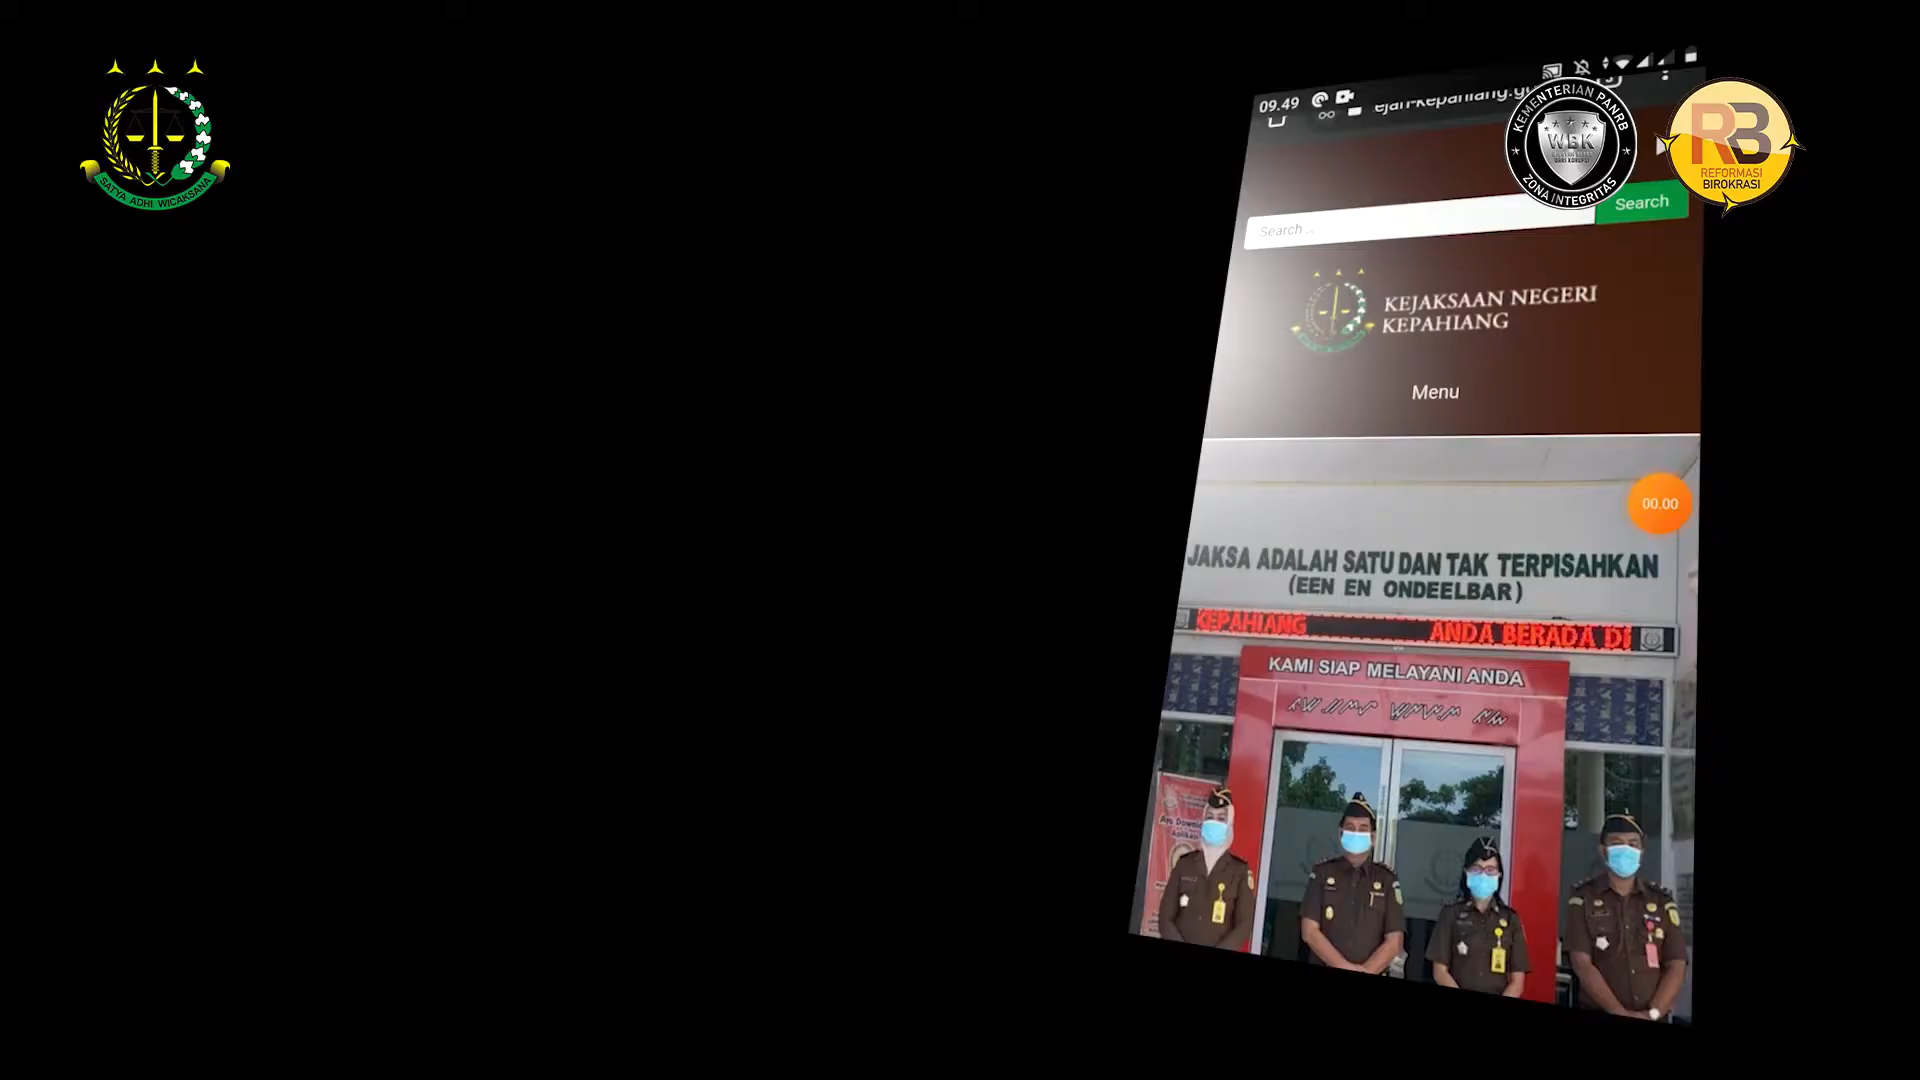 SATYA ADHI WICAKSANA
09.49
KEMENTERIAN PANRB
WBK
ZONA INTEGRITAS
RB
REFORMASI
BIROKRASI
Search ...
Search
KEJAKSAAN NEGERI
KEPAHIANG
Menu
00.00
JAKSA ADALAH SATU DAN TAK TERPISAHKAN
(EEN EN ONDEELBAR)
KEPAHIANG ANDA BERADA DI
KAMI SIAP MELAYANI ANDA